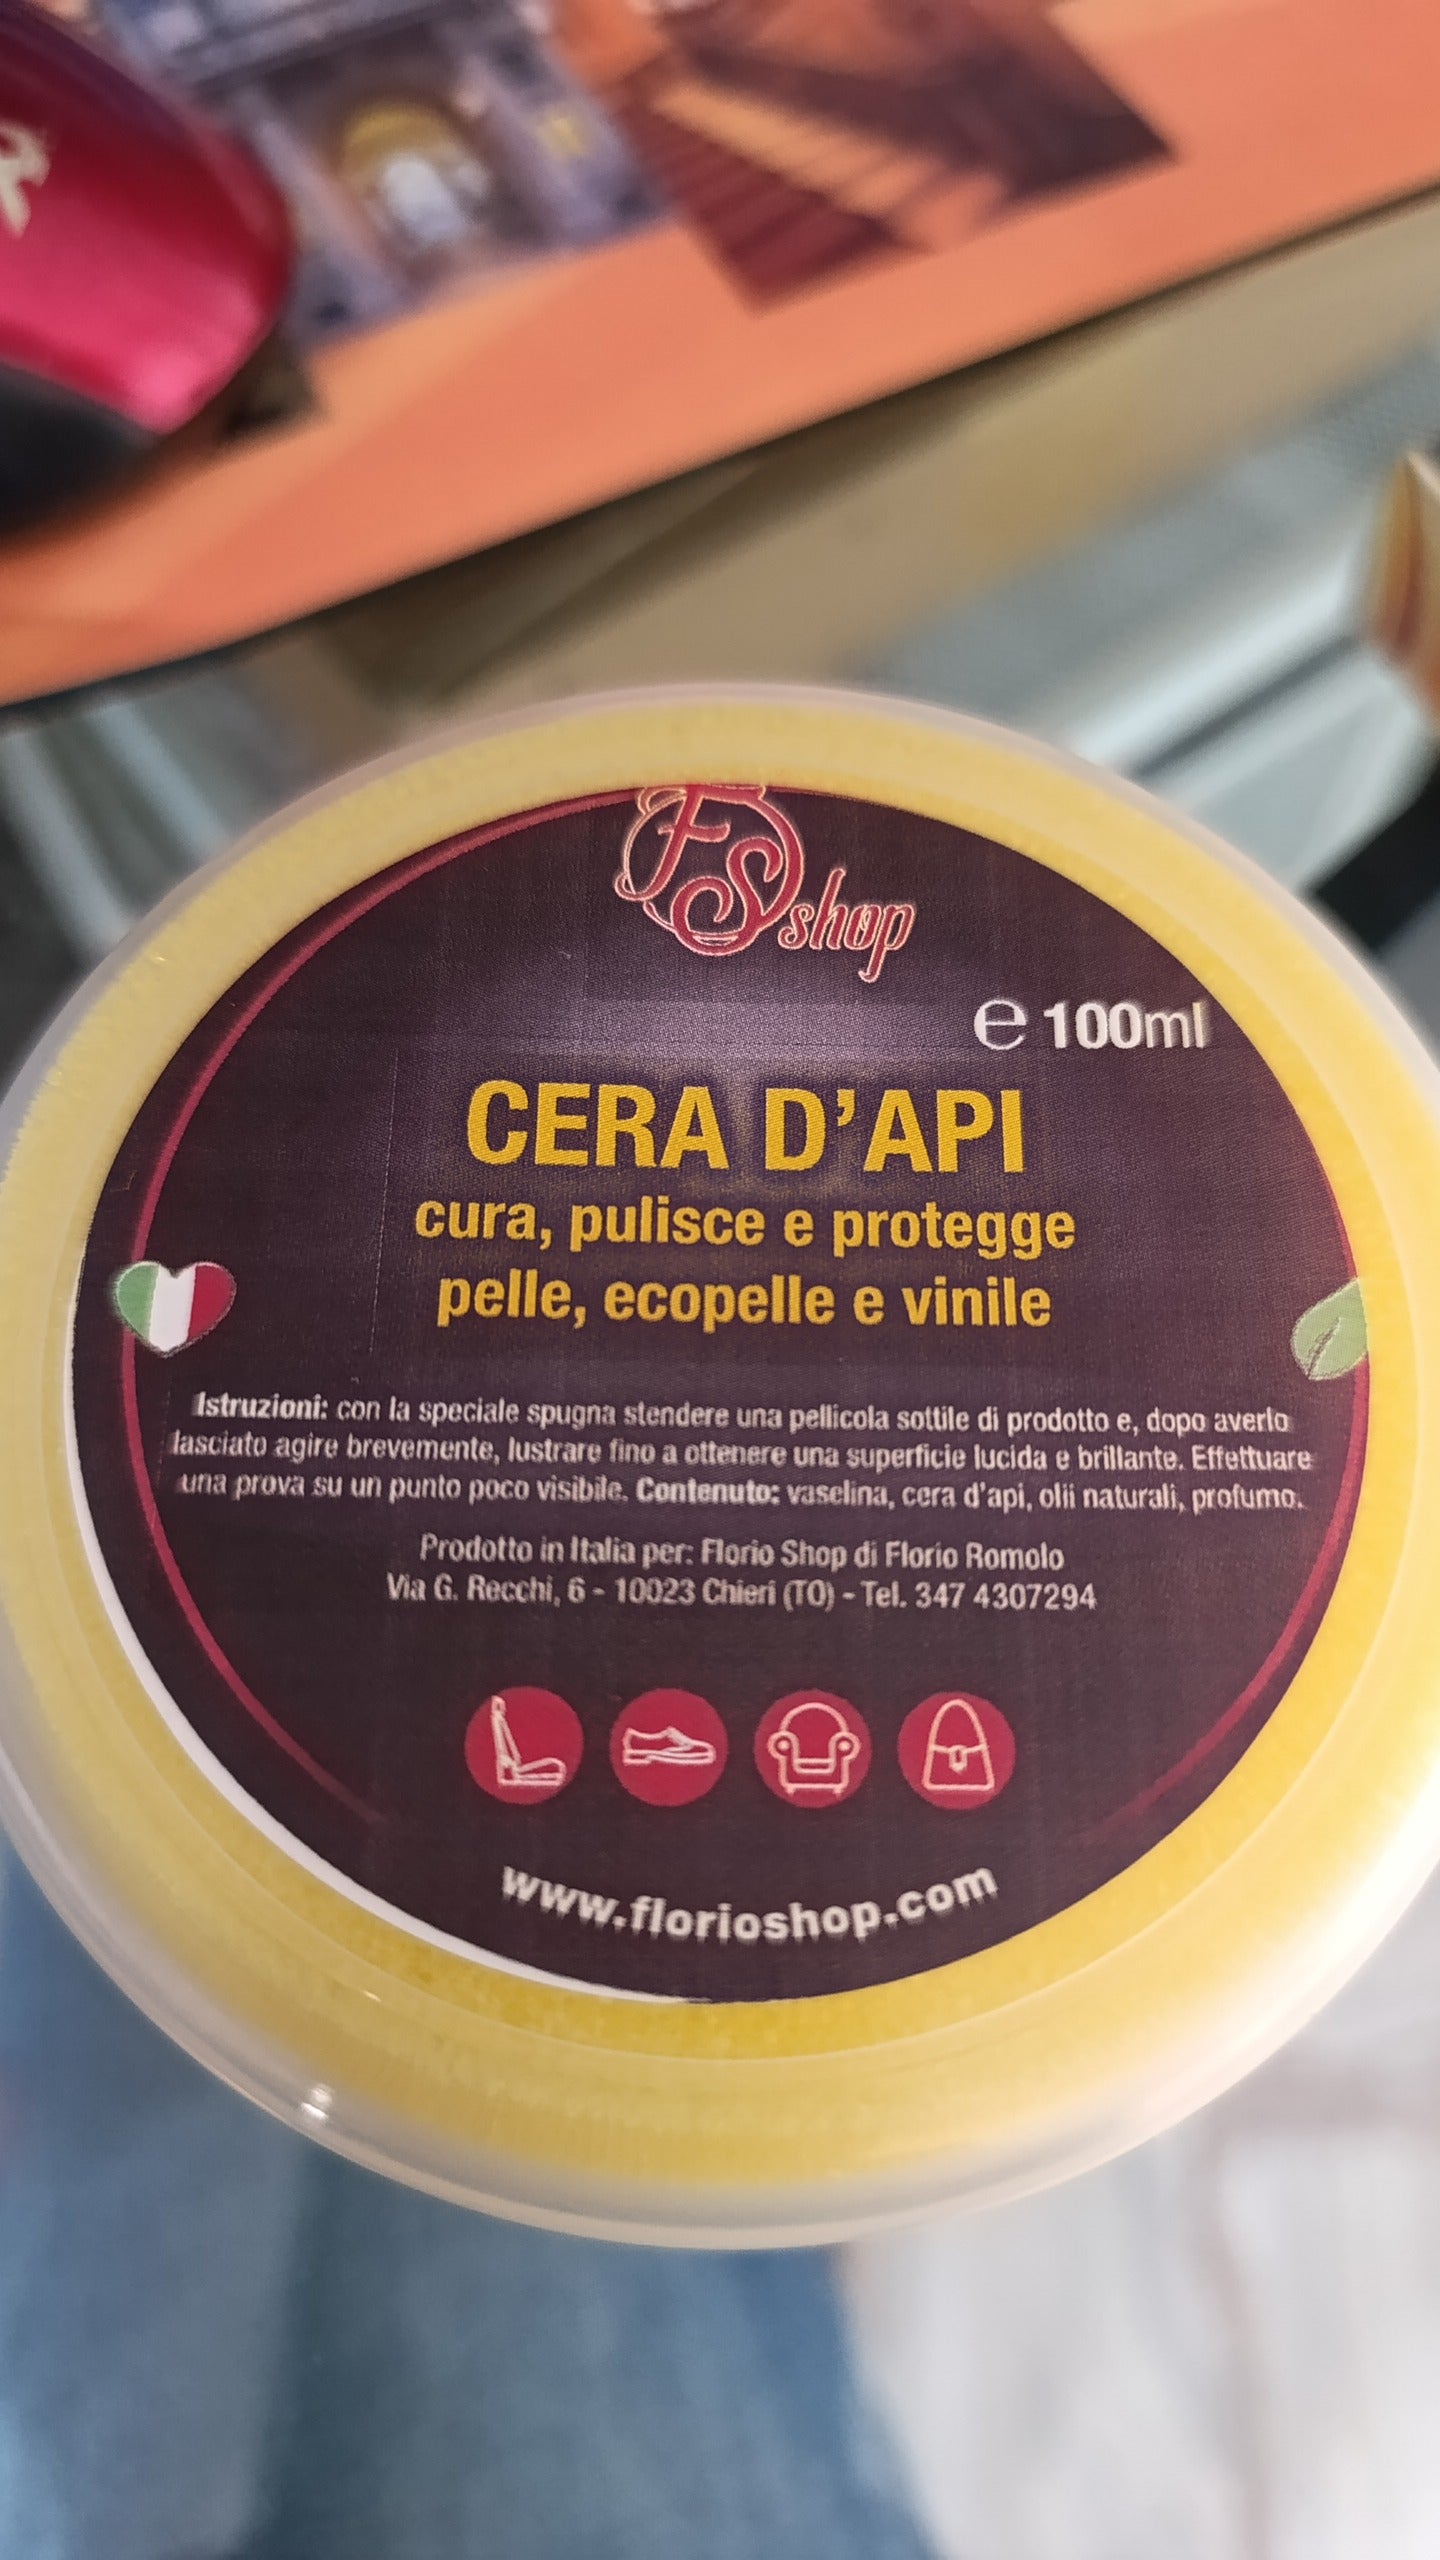 FS shop
℮ 100ml
CERA D'API
cura, pulisce e protegge
pelle, ecopelle e vinile
Istruzioni: con la speciale spugna stendere una pellicola sottile di prodotto e, dopo averlo
lasciato agire brevemente, lustrare fino a ottenere una superficie lucida e brillante. Effettuare
una prova su un punto poco visibile. Contenuto: vaselina, cera d'api, olii naturali, profumo.
Prodotto in Italia per: Florio Shop di Florio Romolo
Via G. Recchi, 6 - 10023 Chieri (TO) - Tel. 347 4307294
www.florioshop.com